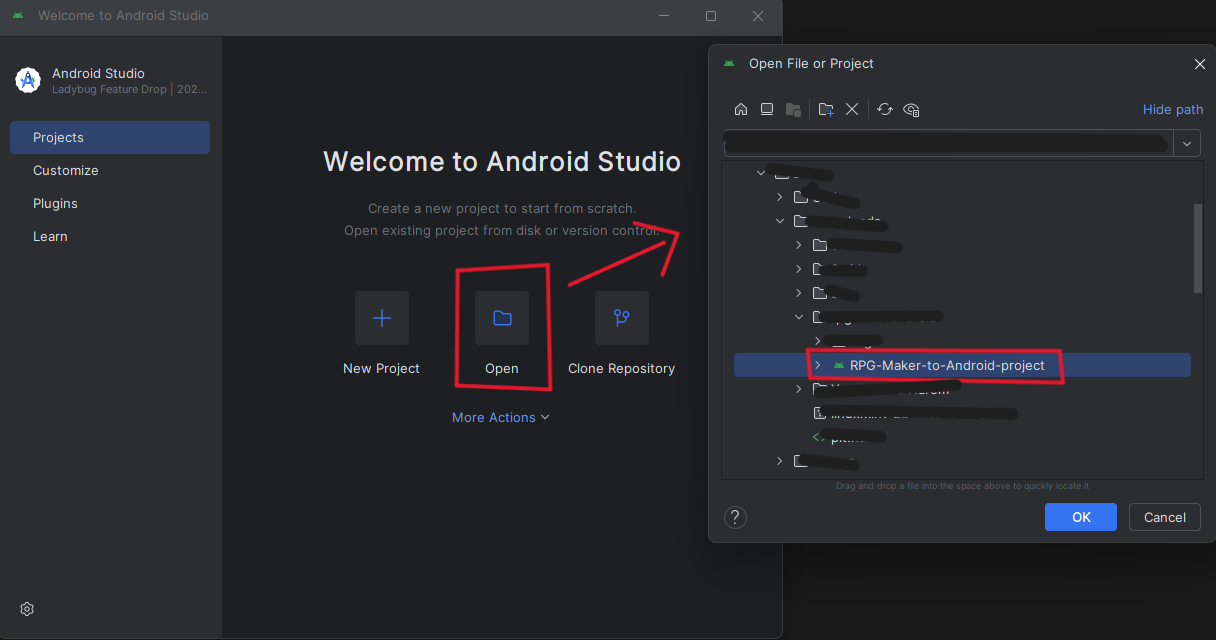 Welcome to Android Studio
Android Studio
Ladybug Feature Drop | 202...
Projects
Customize
Plugins
Learn
Welcome to Android Studio
Create a new project to start from scratch.
Open existing project from disk or version control.
New Project
Open
Clone Repository
More Actions
Open File or Project
Hide path
RPG-Maker-to-Android-project
Drag and drop a file into the space above to quickly locate it
?
OK
Cancel